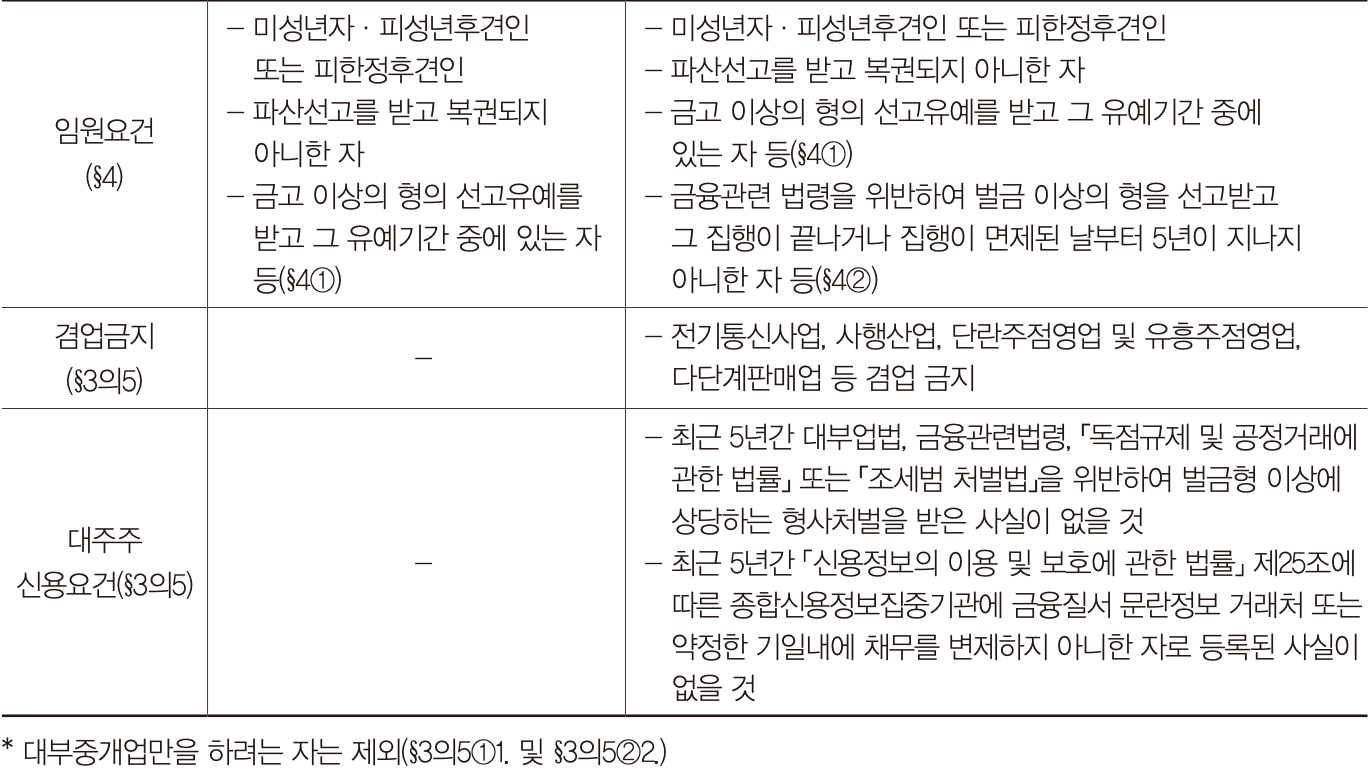 임원요건
(§4)
– 미성년자 · 피성년후견인
또는 피한정후견인
– 파산선고를 받고 복권되지
아니한 자
– 금고 이상의 형의 선고유예를
받고 그 유예기간 중에 있는 자
등(§4①)
– 미성년자 · 피성년후견인 또는 피한정후견인
– 파산선고를 받고 복권되지 아니한 자
– 금고 이상의 형의 선고유예를 받고 그 유예기간 중에
있는 자 등(§4①)
– 금융관련 법령을 위반하여 벌금 이상의 형을 선고받고
그 집행이 끝나거나 집행이 면제된 날부터 5년이 지나지
아니한 자 등(§4②)
겸업금지
(§3의5)
–
– 전기통신사업, 사행산업, 단란주점영업 및 유흥주점영업,
다단계판매업 등 겸업 금지
대주주
신용요건(§3의5)
–
– 최근 5년간 대부업법, 금융관련법령, 「독점규제 및 공정거래에
관한 법률」 또는 「조세범 처벌법」을 위반하여 벌금형 이상에
상당하는 형사처벌을 받은 사실이 없을 것
– 최근 5년간 「신용정보의 이용 및 보호에 관한 법률」 제25조에
따른 종합신용정보집중기관에 금융질서 문란정보 거래처 또는
약정한 기일내에 채무를 변제하지 아니한 자로 등록된 사실이
없을 것
* 대부중개업만을 하려는 자는 제외(§3의5①1. 및 §3의5②2.)